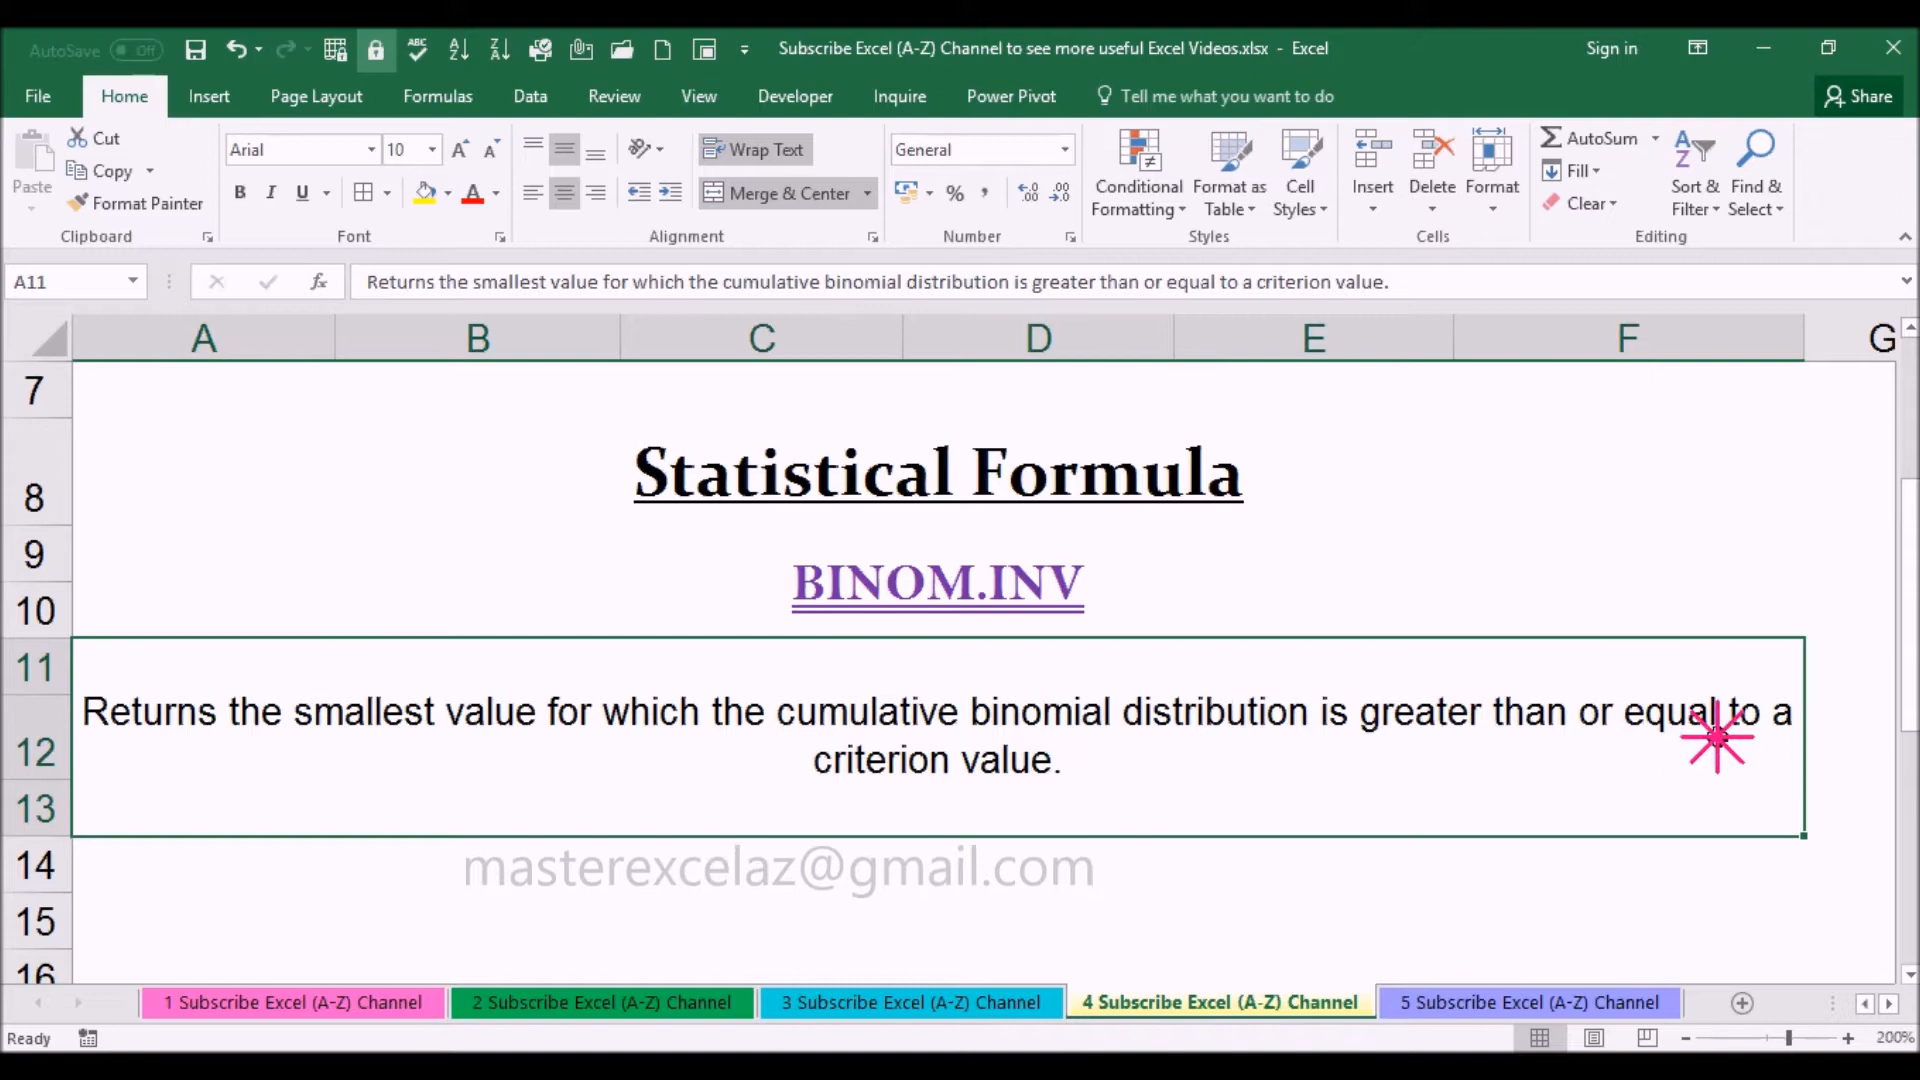 AutoSave Off
Subscribe Excel (A-Z) Channel to see more useful Excel Videos.xlsx - Excel
Sign in
File Home Insert Page Layout Formulas Data Review View Developer Inquire Power Pivot Tell me what you want to do Share
Paste
Cut
Copy
Format Painter
Clipboard
Arial 10
B I U A
Font
Wrap Text
Merge & Center
Alignment
General
% ,
Number
Conditional Formatting
Format as Table
Cell Styles
Styles
Insert
Delete
Format
Cells
AutoSum
Fill
Clear
Sort & Filter
Find & Select
Editing
A11
fx
Returns the smallest value for which the cumulative binomial distribution is greater than or equal to a criterion value.
A B C D E F G
7
8
Statistical Formula
9
10
BINOM.INV
11
12
13
Returns the smallest value for which the cumulative binomial distribution is greater than or equal to a
criterion value.
14
masterexcelaz@gmail.com
15
16
1 Subscribe Excel (A-Z) Channel
2 Subscribe Excel (A-Z) Channel
3 Subscribe Excel (A-Z) Channel
4 Subscribe Excel (A-Z) Channel
5 Subscribe Excel (A-Z) Channel
Ready
200%